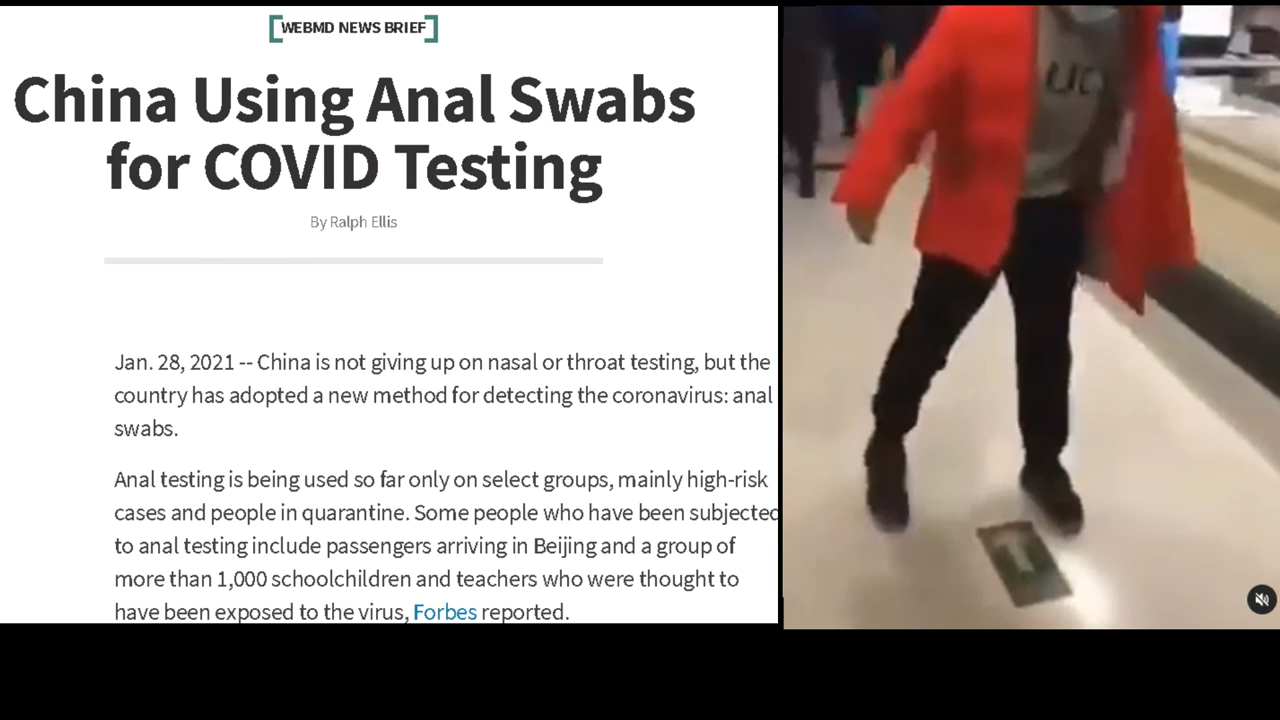 WEBMD NEWS BRIEF
China Using Anal Swabs
for COVID Testing
By Ralph Ellis
Jan. 28, 2021 -- China is not giving up on nasal or throat testing, but the
country has adopted a new method for detecting the coronavirus: anal
swabs.
Anal testing is being used so far only on select groups, mainly high-risk
cases and people in quarantine. Some people who have been subjected
to anal testing include passengers arriving in Beijing and a group of
more than 1,000 schoolchildren and teachers who were thought to
have been exposed to the virus, Forbes reported.